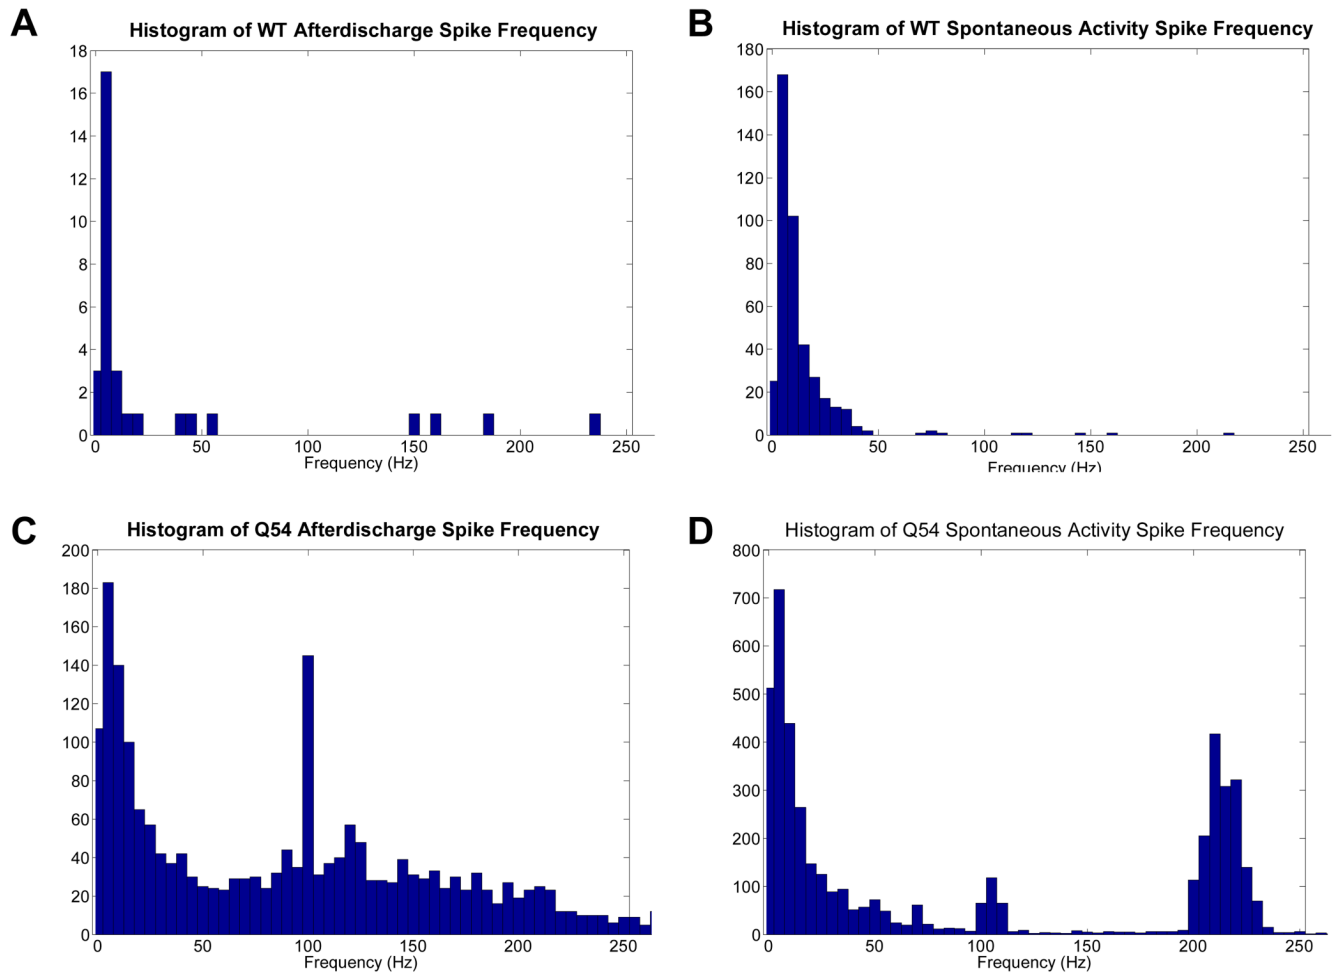 A
Histogram of WT Afterdischarge Spike Frequency
18
16
14
12
10
8
6
4
2
0
0 50 100 150 200 250
Frequency (Hz)
B
Histogram of WT Spontaneous Activity Spike Frequency
180
160
140
120
100
80
60
40
20
0
0 50 100 150 200 250
Frequency (Hz)
C
Histogram of Q54 Afterdischarge Spike Frequency
200
180
160
140
120
100
80
60
40
20
0
0 50 100 150 200 250
Frequency (Hz)
D
Histogram of Q54 Spontaneous Activity Spike Frequency
800
700
600
500
400
300
200
100
0
0 50 100 150 200 250
Frequency (Hz)